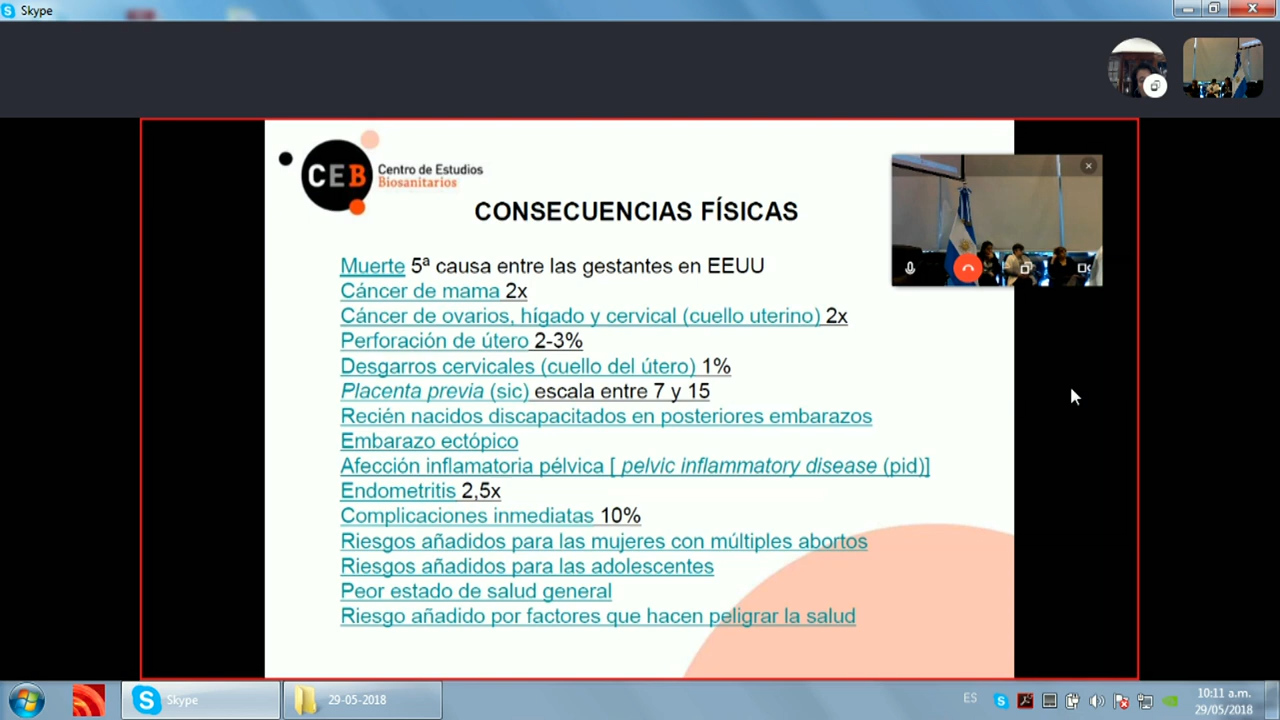 Skype
CEB Centro de Estudios
Biosanitarios
CONSECUENCIAS FÍSICAS
Muerte 5ª causa entre las gestantes en EEUU
Cáncer de mama 2x
Cáncer de ovarios, hígado y cervical (cuello uterino) 2x
Perforación de útero 2-3%
Desgarros cervicales (cuello del útero) 1%
Placenta previa (sic) escala entre 7 y 15
Recién nacidos discapacitados en posteriores embarazos
Embarazo ectópico
Afección inflamatoria pélvica [ pelvic inflammatory disease (pid)]
Endometritis 2,5x
Complicaciones inmediatas 10%
Riesgos añadidos para las mujeres con múltiples abortos
Riesgos añadidos para las adolescentes
Peor estado de salud general
Riesgo añadido por factores que hacen peligrar la salud
Skype
29-05-2018
ES
10:11 a.m.
29/05/2018